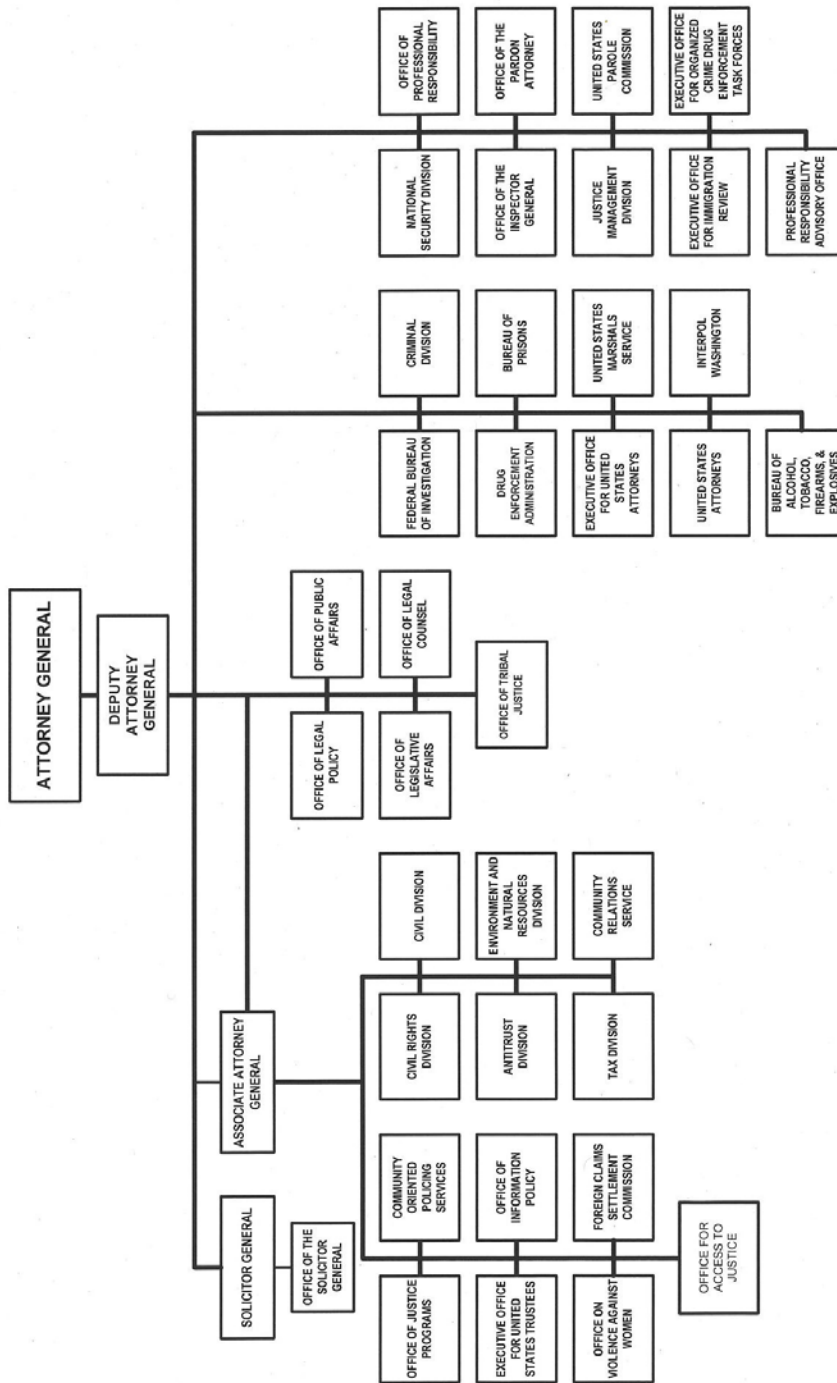 ATTORNEY GENERAL
DEPUTY
ATTORNEY
GENERAL
SOLICITOR GENERAL
OFFICE OF THE
SOLICITOR
GENERAL
ASSOCIATE ATTORNEY
GENERAL
OFFICE OF LEGAL
POLICY
OFFICE OF PUBLIC
AFFAIRS
OFFICE OF
LEGISLATIVE
AFFAIRS
OFFICE OF LEGAL
COUNSEL
OFFICE OF TRIBAL
JUSTICE
OFFICE OF JUSTICE
PROGRAMS
COMMUNITY
ORIENTED
POLICING
SERVICES
EXECUTIVE OFFICE
FOR UNITED
STATES TRUSTEES
OFFICE OF
INFORMATION
POLICY
OFFICE ON
VIOLENCE AGAINST
WOMEN
FOREIGN CLAIMS
SETTLEMENT
COMMISSION
OFFICE FOR
ACCESS TO
JUSTICE
CIVIL RIGHTS
DIVISION
CIVIL DIVISION
ANTITRUST
DIVISION
ENVIRONMENT AND
NATURAL
RESOURCES
DIVISION
TAX DIVISION
COMMUNITY
RELATIONS
SERVICE
FEDERAL BUREAU
OF INVESTIGATION
CRIMINAL
DIVISION
DRUG
ENFORCEMENT
ADMINISTRATION
BUREAU OF
PRISONS
EXECUTIVE OFFICE
FOR UNITED
STATES
ATTORNEYS
UNITED STATES
MARSHALS
SERVICE
UNITED STATES
ATTORNEYS
INTERPOL
WASHINGTON
BUREAU OF
ALCOHOL,
TOBACCO,
FIREARMS, &
EXPLOSIVES
NATIONAL
SECURITY DIVISION
OFFICE OF
PROFESSIONAL
RESPONSIBILITY
OFFICE OF THE
INSPECTOR
GENERAL
OFFICE OF THE
PARDON
ATTORNEY
JUSTICE
MANAGEMENT
DIVISION
UNITED STATES
PAROLE
COMMISSION
EXECUTIVE OFFICE
FOR IMMIGRATION
REVIEW
EXECUTIVE OFFICE
FOR ORGANIZED
CRIME DRUG
ENFORCEMENT
TASK FORCES
PROFESSIONAL
RESPONSIBILITY
ADVISORY OFFICE